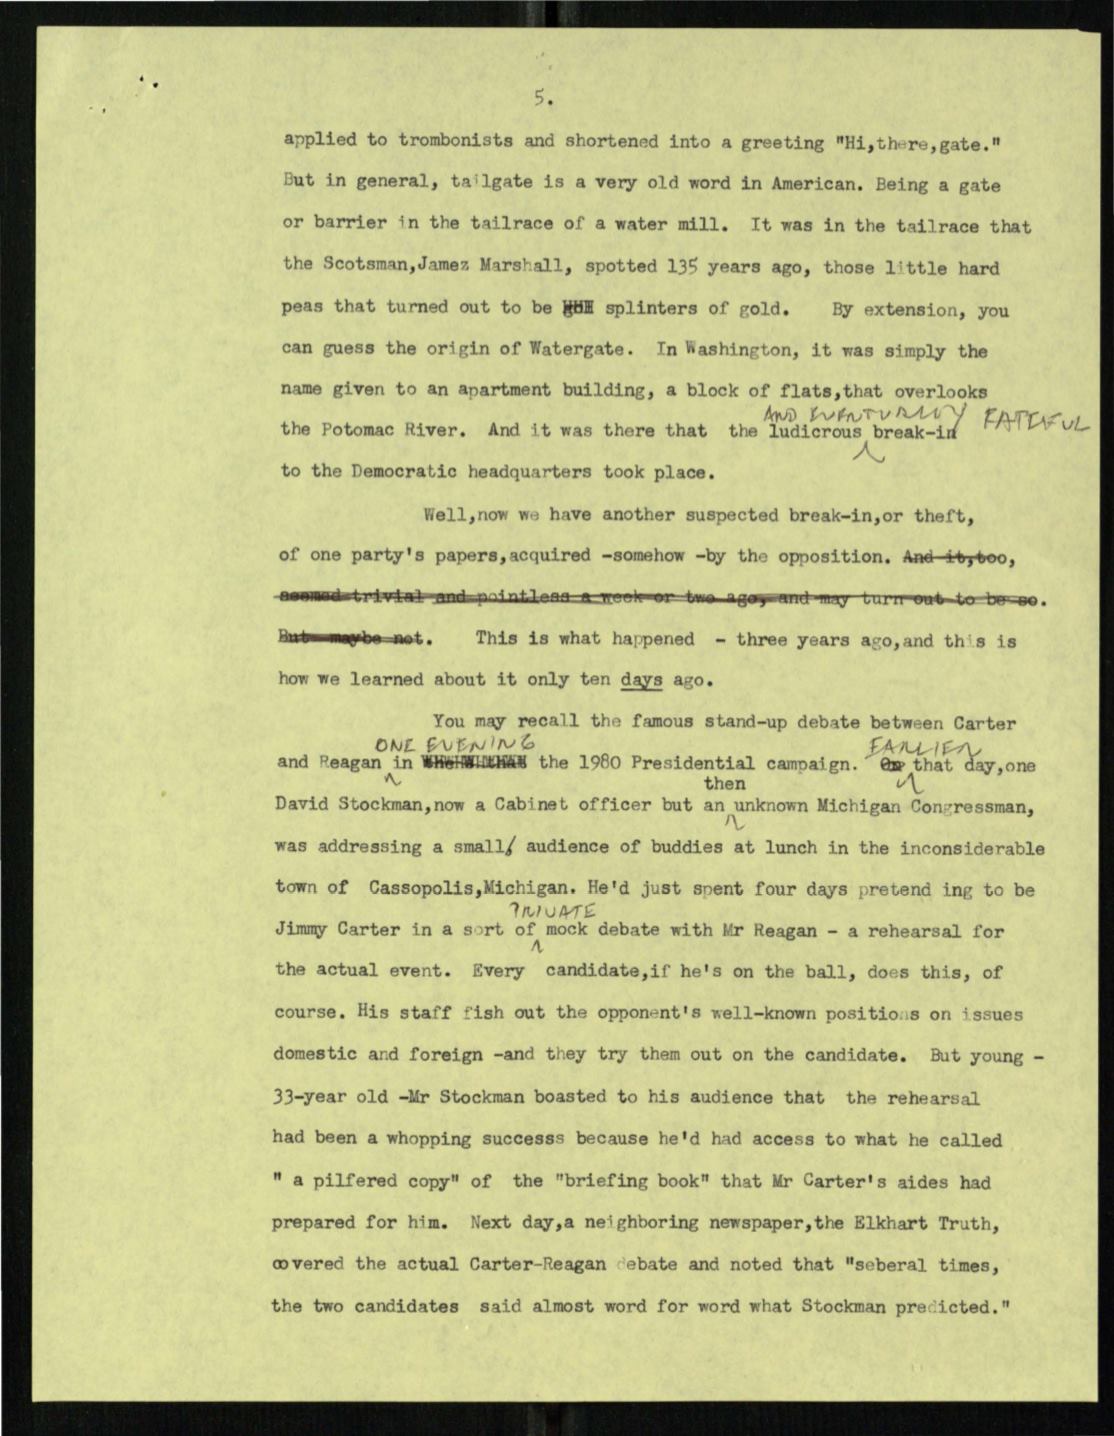 5.
applied to trombonists and shortened into a greeting "Hi,there,gate."
But in general, tailgate is a very old word in American. Being a gate
or barrier in the tailrace of a water mill. It was in the tailrace that
the Scotsman,Jamez Marshall, spotted 135 years ago, those little hard
peas that turned out to be splinters of gold. By extension, you
can guess the origin of Watergate. In Washington, it was simply the
name given to an apartment building, a block of flats,that overlooks
AND EVENTUALLY FATEFUL
the Potomac River. And it was there that the ludicrous break-in
to the Democratic headquarters took place.
Well,now we have another suspected break-in,or theft,
of one party's papers,acquired -somehow -by the opposition. And it,too,
seemed trivial and pointless a week or two ago, and may turn out to be so.
But maybe not. This is what happened - three years ago,and this is
how we learned about it only ten days ago.
You may recall the famous stand-up debate between Carter
ONE EVENING EARLIER
and Reagan in the 1980 Presidential campaign. On that day,one
then
David Stockman,now a Cabinet officer but an unknown Michigan Congressman,
was addressing a small/ audience of buddies at lunch in the inconsiderable
town of Cassopolis,Michigan. He'd just spent four days pretend ing to be
PRIVATE
Jimmy Carter in a sort of mock debate with Mr Reagan - a rehearsal for
the actual event. Every candidate,if he's on the ball, does this, of
course. His staff fish out the opponent's well-known positions on issues
domestic and foreign -and they try them out on the candidate. But young -
33-year old -Mr Stockman boasted to his audience that the rehearsal
had been a whopping successs because he'd had access to what he called
" a pilfered copy" of the "briefing book" that Mr Carter's aides had
prepared for him. Next day,a neighboring newspaper,the Elkhart Truth,
covered the actual Carter-Reagan debate and noted that "seberal times,
the two candidates said almost word for word what Stockman predicted."